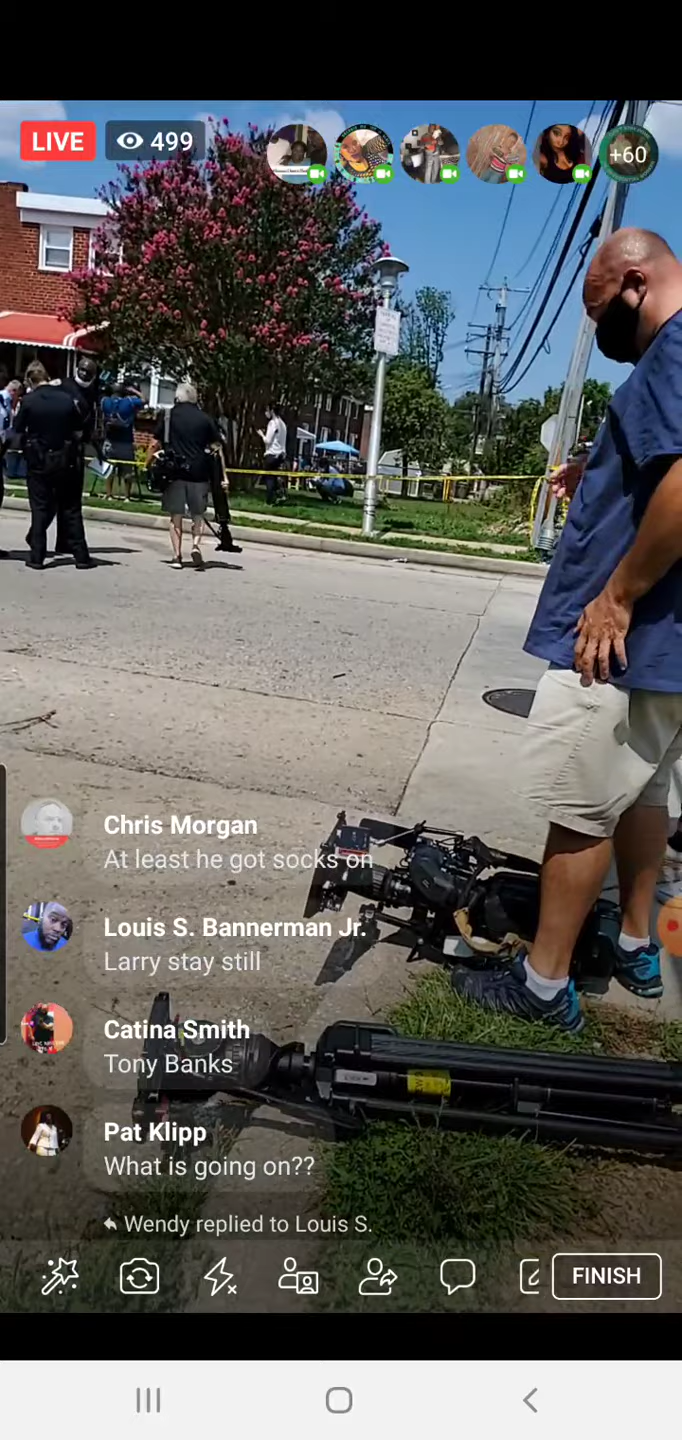 LIVE
499
+60
Chris Morgan
At least he got socks on
Louis S. Bannerman Jr.
Larry stay still
Catina Smith
Tony Banks
Pat Klipp
What is going on??
Wendy replied to Louis S.
FINISH